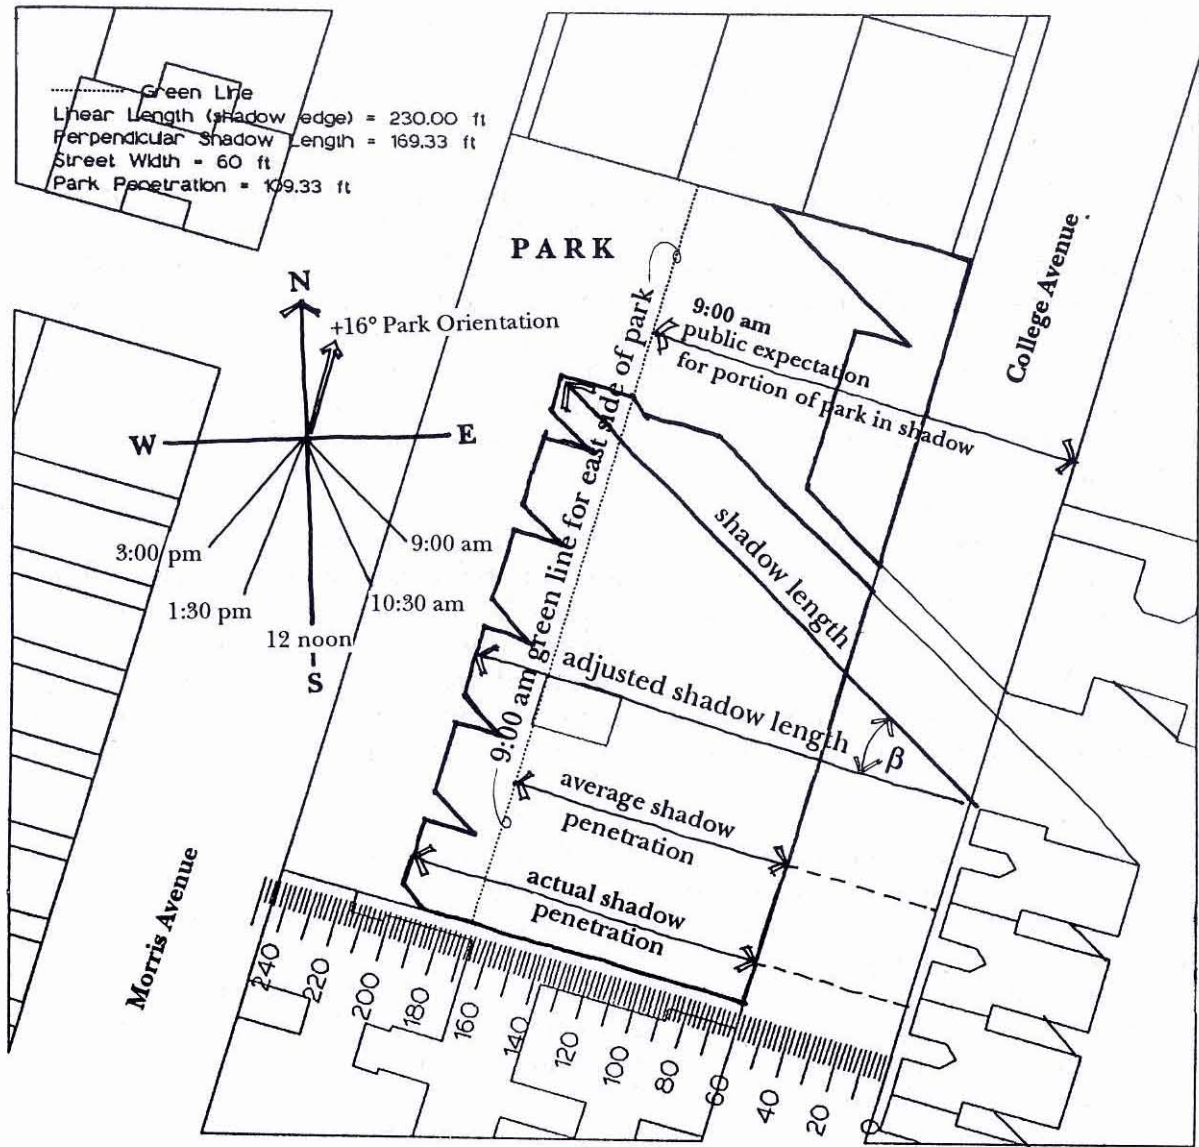 Green Line
Linear Length (shadow edge) = 230.00 ft
Perpendicular Shadow Length = 169.33 ft
Street Width = 60 ft
Park Penetration = 109.33 ft
PARK
N
+16° Park Orientation
W
E
3:00 pm
9:00 am
1:30 pm
10:30 am
12 noon
S
9:00 am
public expectation
for portion of park in shadow
College Avenue
9:00 am green line for east side of park
shadow length
adjusted shadow length
β
average shadow
penetration
actual shadow
penetration
Morris Avenue
240
220
200
180
160
140
120
100
80
60
40
20
0